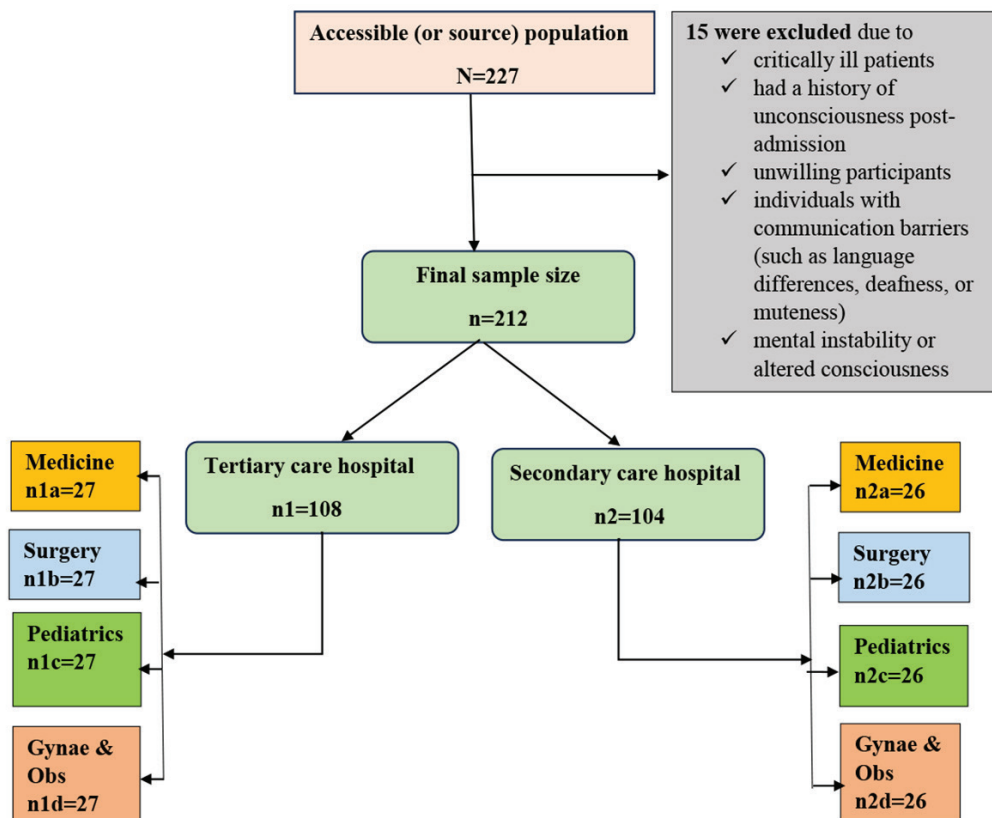 Accessible (or source) population
N=227
15 were excluded due to
✓ critically ill patients
✓ had a history of
unconsciousness post-
admission
✓ unwilling participants
✓ individuals with
communication barriers
(such as language
differences, deafness, or
muteness)
✓ mental instability or
altered consciousness
Final sample size
n=212
Tertiary care hospital
n1=108
Secondary care hospital
n2=104
Medicine
n1a=27
Surgery
n1b=27
Pediatrics
n1c=27
Gynae &
Obs
n1d=27
Medicine
n2a=26
Surgery
n2b=26
Pediatrics
n2c=26
Gynae &
Obs
n2d=26